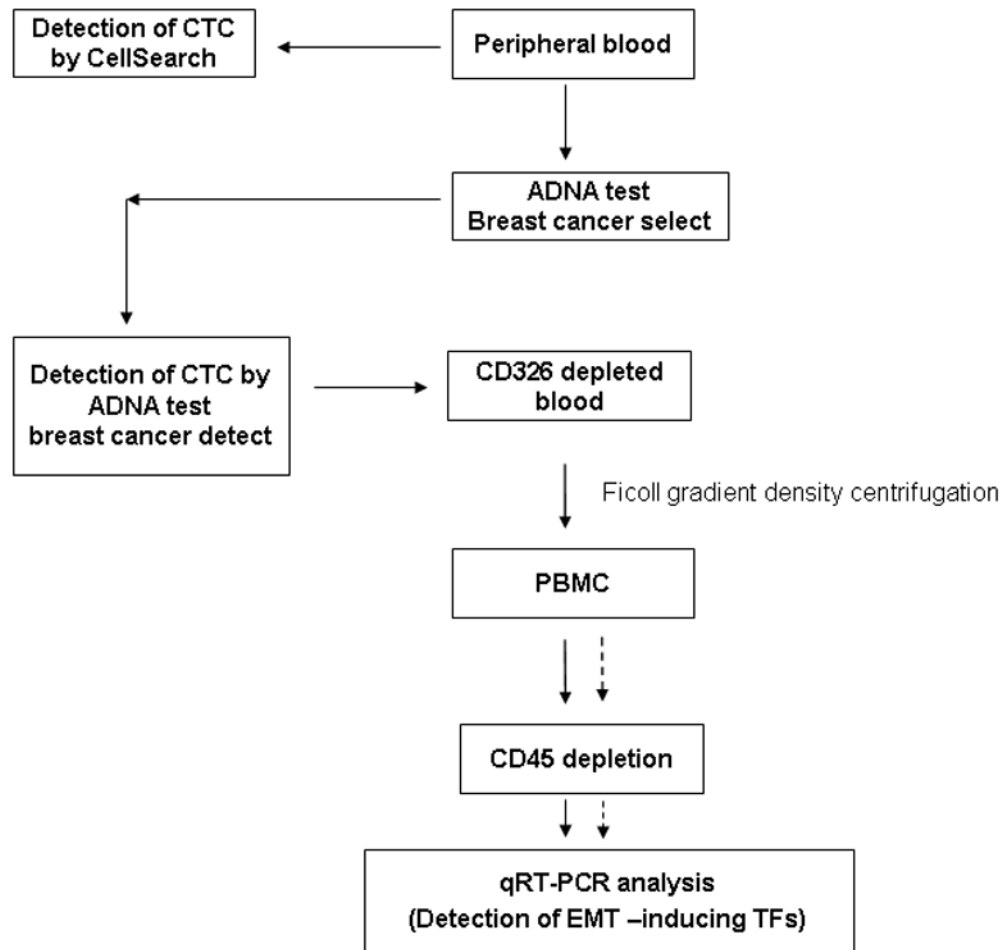 Detection of CTC
by CellSearch
Peripheral blood
ADNA test
Breast cancer select
Detection of CTC by
ADNA test
breast cancer detect
CD326 depleted
blood
Ficoll gradient density centrifugation
PBMC
CD45 depletion
qRT-PCR analysis
(Detection of EMT –inducing TFs)